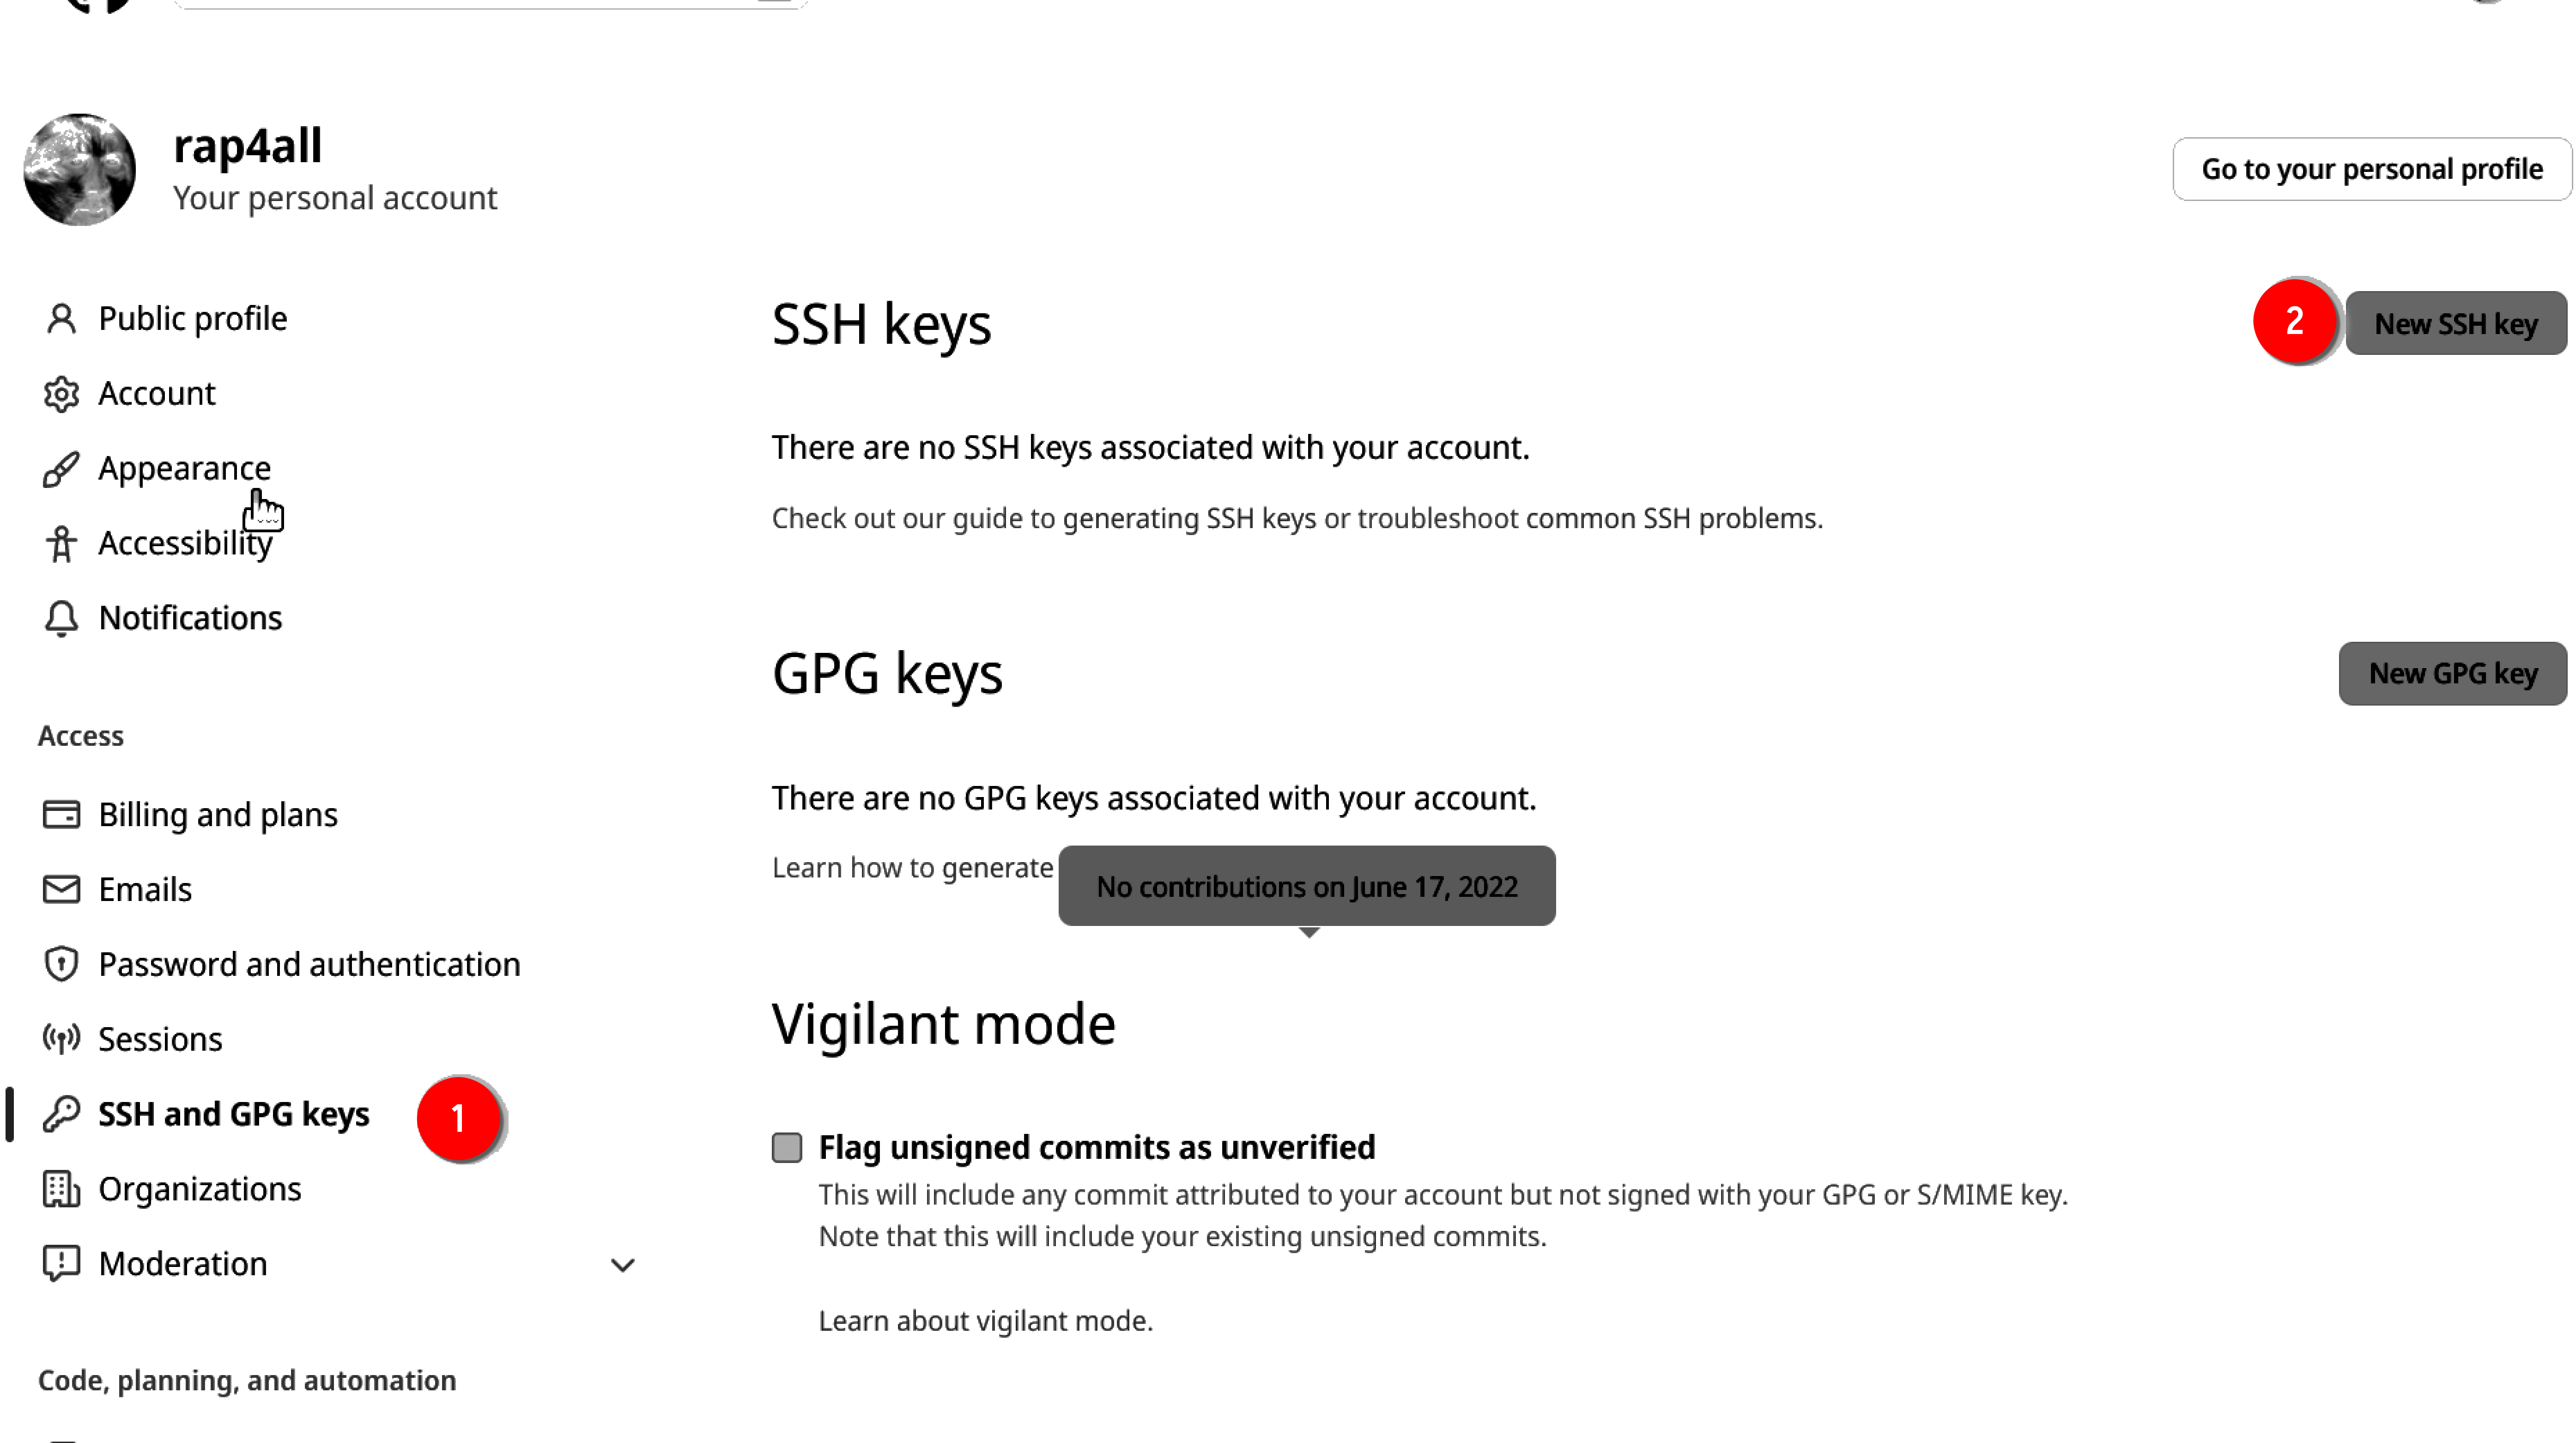 rap4all
Your personal account
Go to your personal profile
Public profile
Account
Appearance
Accessibility
Notifications
Access
Billing and plans
Emails
Password and authentication
Sessions
SSH and GPG keys
1
Organizations
Moderation
Code, planning, and automation
SSH keys
2
New SSH key
There are no SSH keys associated with your account.
Check out our guide to generating SSH keys or troubleshoot common SSH problems.
GPG keys
New GPG key
There are no GPG keys associated with your account.
Learn how to generate
No contributions on June 17, 2022
Vigilant mode
Flag unsigned commits as unverified
This will include any commit attributed to your account but not signed with your GPG or S/MIME key.
Note that this will include your existing unsigned commits.
Learn about vigilant mode.